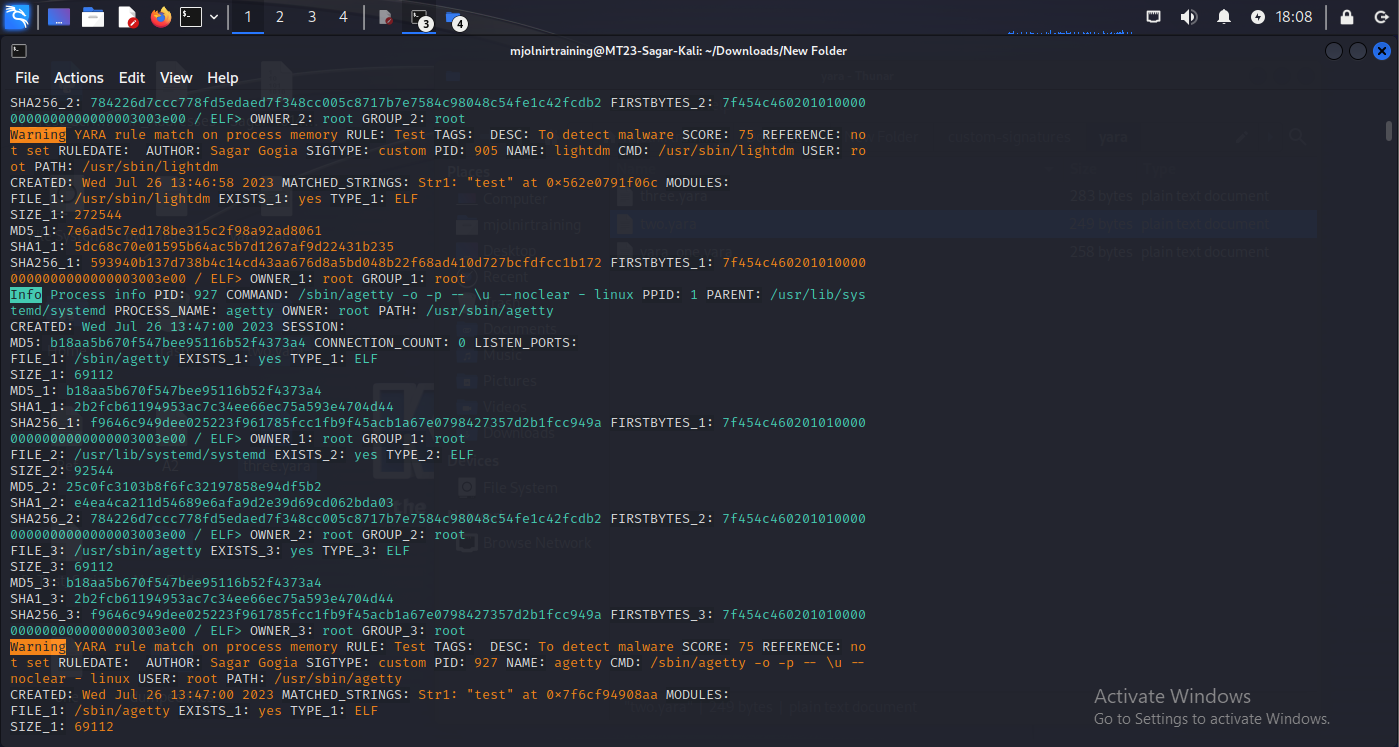 1 2 3 4 3 4 18:08
mjolnirtraining@MT23-Sagar-Kali: ~/Downloads/New Folder
File Actions Edit View Help
SHA256_2: 784226d7ccc778fd5edaed7f348cc005c8717b7e7584c98048c54fe1c42fcdb2 FIRSTBYTES_2: 7f454c460201010000
0000000000000003003e00 / ELF> OWNER_2: root GROUP_2: root
Warning YARA rule match on process memory RULE: Test TAGS:  DESC: To detect malware SCORE: 75 REFERENCE: no
t set RULEDATE:  AUTHOR: Sagar Gogia SIGTYPE: custom PID: 905 NAME: lightdm CMD: /usr/sbin/lightdm USER: ro
ot PATH: /usr/sbin/lightdm
CREATED: Wed Jul 26 13:46:58 2023 MATCHED_STRINGS: Str1: "test" at 0×562e0791f06c MODULES:
FILE_1: /usr/sbin/lightdm EXISTS_1: yes TYPE_1: ELF
SIZE_1: 272544
MD5_1: 7e6ad5c7ed178be315c2f98a92ad8061
SHA1_1: 5dc68c70e01595b64ac5b7d1267af9d22431b235
SHA256_1: 593940b137d738b4c14cd43aa676d8a5bd048b22f68ad410d727bcfdfcc1b172 FIRSTBYTES_1: 7f454c460201010000
0000000000000003003e00 / ELF> OWNER_1: root GROUP_1: root
Info Process info PID: 927 COMMAND: /sbin/agetty -o -p -- \u --noclear - linux PPID: 1 PARENT: /usr/lib/sys
temd/systemd PROCESS_NAME: agetty OWNER: root PATH: /usr/sbin/agetty
CREATED: Wed Jul 26 13:47:00 2023 SESSION:
MD5: b18aa5b670f547bee95116b52f4373a4 CONNECTION_COUNT: 0 LISTEN_PORTS:
FILE_1: /sbin/agetty EXISTS_1: yes TYPE_1: ELF
SIZE_1: 69112
MD5_1: b18aa5b670f547bee95116b52f4373a4
SHA1_1: 2b2fcb61194953ac7c34ee66ec75a593e4704d44
SHA256_1: f9646c949dee025223f961785fcc1fb9f45acb1a67e0798427357d2b1fcc949a FIRSTBYTES_1: 7f454c460201010000
0000000000000003003e00 / ELF> OWNER_1: root GROUP_1: root
FILE_2: /usr/lib/systemd/systemd EXISTS_2: yes TYPE_2: ELF
SIZE_2: 92544
MD5_2: 25c0fc3103b8f6fc32197858e94df5b2
SHA1_2: e4ea4ca211d54689e6afa9d2e39d69cd062bda03
SHA256_2: 784226d7ccc778fd5edaed7f348cc005c8717b7e7584c98048c54fe1c42fcdb2 FIRSTBYTES_2: 7f454c460201010000
0000000000000003003e00 / ELF> OWNER_2: root GROUP_2: root
FILE_3: /usr/sbin/agetty EXISTS_3: yes TYPE_3: ELF
SIZE_3: 69112
MD5_3: b18aa5b670f547bee95116b52f4373a4
SHA1_3: 2b2fcb61194953ac7c34ee66ec75a593e4704d44
SHA256_3: f9646c949dee025223f961785fcc1fb9f45acb1a67e0798427357d2b1fcc949a FIRSTBYTES_3: 7f454c460201010000
0000000000000003003e00 / ELF> OWNER_3: root GROUP_3: root
Warning YARA rule match on process memory RULE: Test TAGS:  DESC: To detect malware SCORE: 75 REFERENCE: no
t set RULEDATE:  AUTHOR: Sagar Gogia SIGTYPE: custom PID: 927 NAME: agetty CMD: /sbin/agetty -o -p -- \u --
noclear - linux USER: root PATH: /usr/sbin/agetty
CREATED: Wed Jul 26 13:47:00 2023 MATCHED_STRINGS: Str1: "test" at 0×7f6cf94908aa MODULES:
FILE_1: /sbin/agetty EXISTS_1: yes TYPE_1: ELF
SIZE_1: 69112
Activate Windows
Go to Settings to activate Windows.